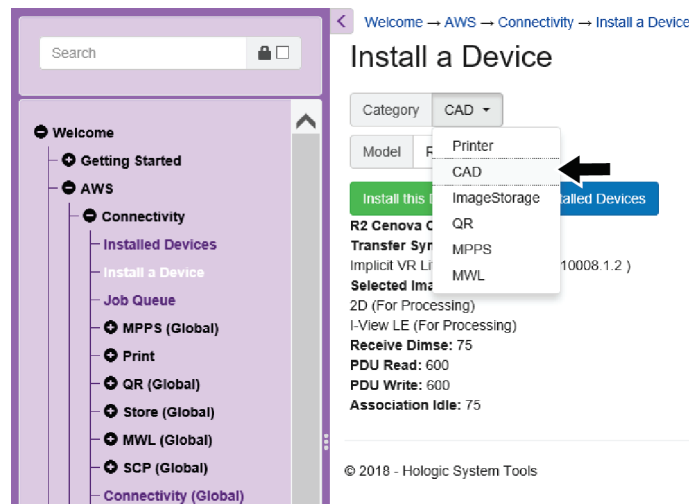 Search
Welcome
Getting Started
AWS
Connectivity
Installed Devices
Install a Device
Job Queue
MPPS (Global)
Print
QR (Global)
Store (Global)
MWL (Global)
SCP (Global)
Connectivity (Global)
Welcome → AWS → Connectivity → Install a Device
Install a Device
Category CAD
Model R
Printer
CAD
ImageStorage
QR
MPPS
MWL
Install this talled Devices
R2 Cenova C
Transfer Syn
Implicit VR Li 10008.1.2 )
Selected Ima
2D (For Processing)
I-View LE (For Processing)
Receive Dimse: 75
PDU Read: 600
PDU Write: 600
Association Idle: 75
© 2018 - Hologic System Tools